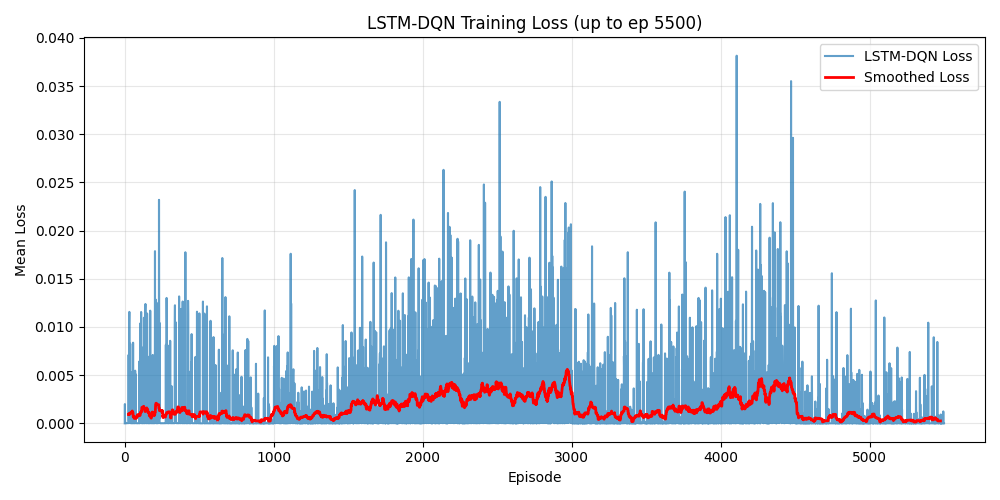 LSTM-DQN Training Loss (up to ep 5500)
LSTM-DQN Loss
Smoothed Loss
Mean Loss
0.040
0.035
0.030
0.025
0.020
0.015
0.010
0.005
0.000
0 1000 2000 3000 4000 5000
Episode